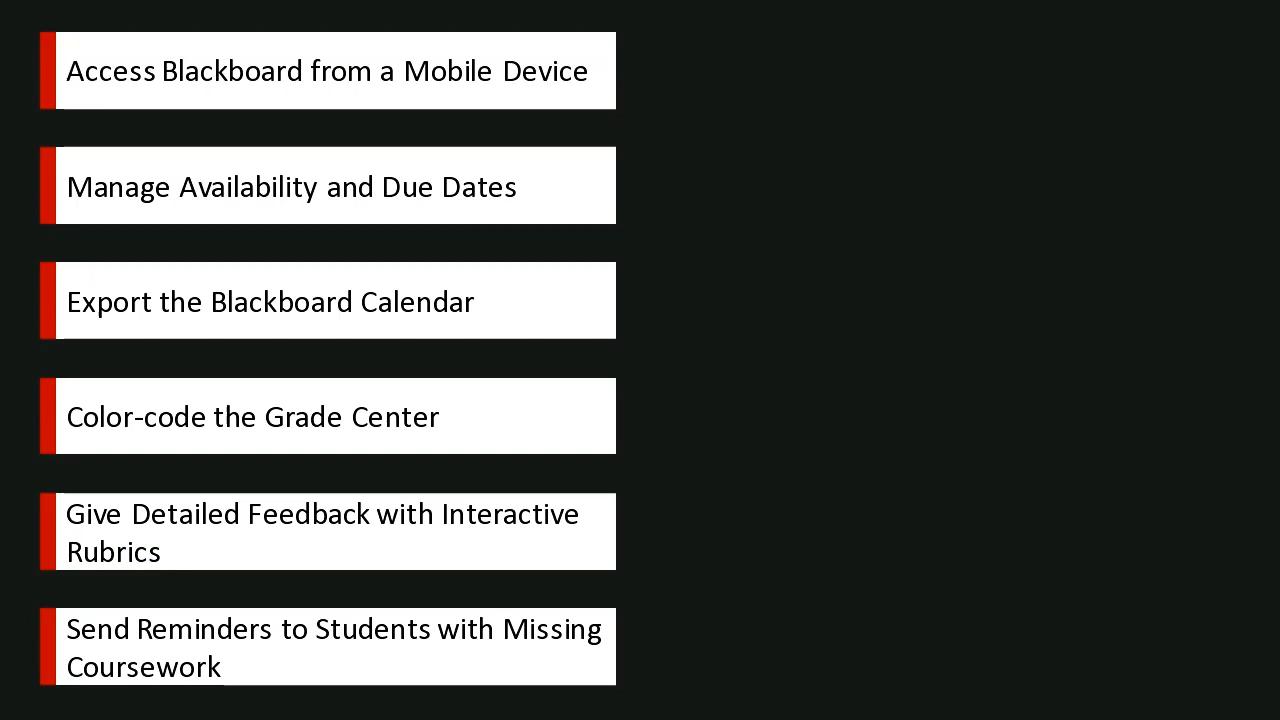 Access Blackboard from a Mobile Device
Manage Availability and Due Dates
Export the Blackboard Calendar
Color-code the Grade Center
Give Detailed Feedback with Interactive
Rubrics
Send Reminders to Students with Missing
Coursework